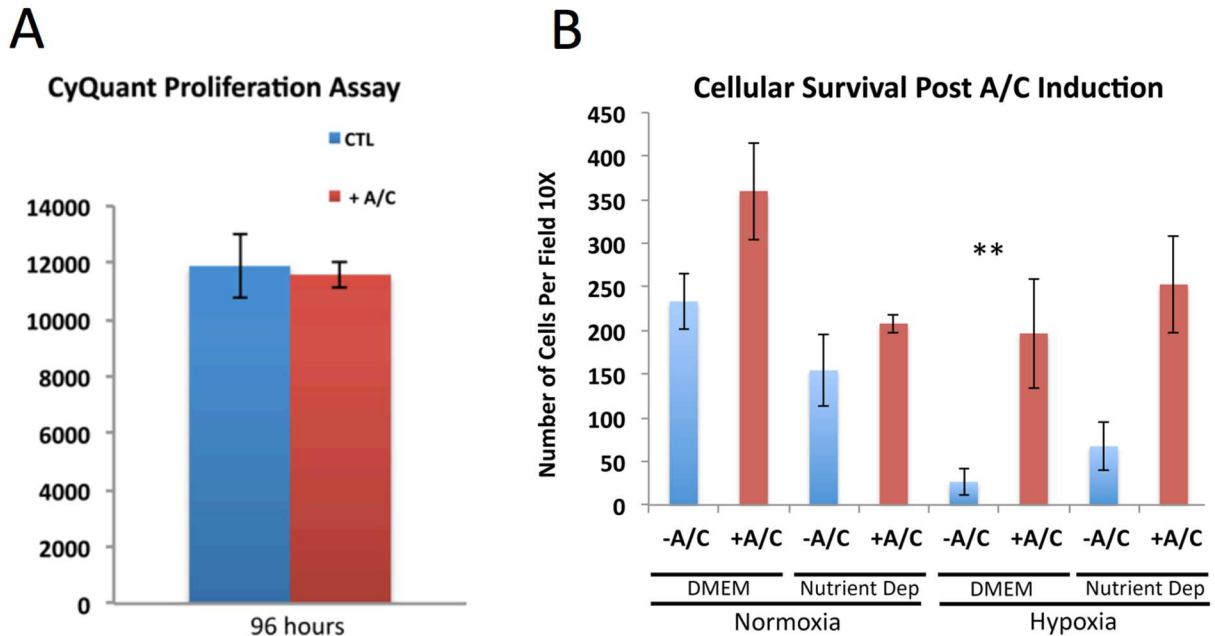 A
CyQuant Proliferation Assay
CTL
+ A/C
14000
12000
10000
8000
6000
4000
2000
0
96 hours
B
Cellular Survival Post A/C Induction
Number of Cells Per Field 10X
450
400
350
300
250
200
150
100
50
0
**
-A/C +A/C -A/C +A/C -A/C +A/C -A/C +A/C
DMEM Nutrient Dep DMEM Nutrient Dep
Normoxia Hypoxia